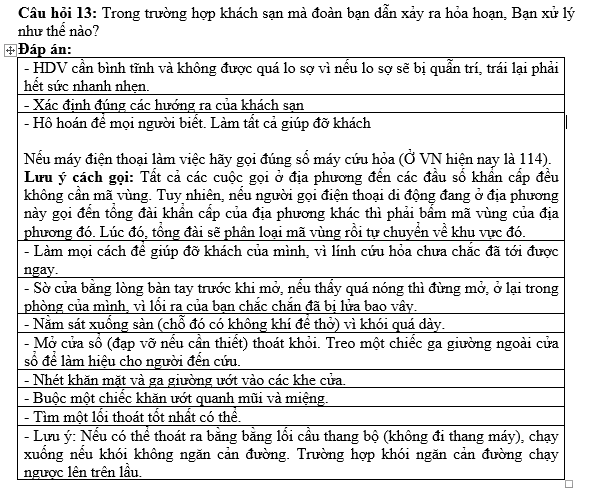 Câu hỏi 13: Trong trường hợp khách sạn mà đoàn bạn dẫn xảy ra hỏa hoạn, Bạn xử lý
như thế nào?
Đáp án:
- HDV cần bình tĩnh và không được quá lo sợ vì nếu lo sợ sẽ bị quẫn trí, trái lại phải
hết sức nhanh nhẹn.
- Xác định đúng các hướng ra của khách sạn
- Hô hoán để mọi người biết. Làm tất cả giúp đỡ khách
Nếu máy điện thoại làm việc hãy gọi đúng số máy cứu hỏa (Ở VN hiện nay là 114).
Lưu ý cách gọi: Tất cả các cuộc gọi ở địa phương đến các đầu số khẩn cấp đều
không cần mã vùng. Tuy nhiên, nếu người gọi điện thoại di động đang ở địa phương
này gọi đến tổng đài khẩn cấp của địa phương khác thì phải bấm mã vùng của địa
phương đó. Lúc đó, tổng đài sẽ phân loại mã vùng rồi tự chuyển về khu vực đó.
- Làm mọi cách để giúp đỡ khách của mình, vì lính cứu hỏa chưa chắc đã tới được
ngay.
- Sờ cửa bằng lòng bàn tay trước khi mở, nếu thấy quá nóng thì đừng mở, ở lại trong
phòng của mình, vì lối ra của bạn chắc chắn đã bị lửa bao vây.
- Nằm sát xuống sàn (chỗ đó có không khí để thở) vì khói quá dày.
- Mở cửa sổ (đạp vỡ nếu cần thiết) thoát khỏi. Treo một chiếc ga giường ngoài cửa
sổ để làm hiệu cho người đến cứu.
- Nhét khăn mặt và ga giường ướt vào các khe cửa.
- Buộc một chiếc khăn ướt quanh mũi và miệng.
- Tìm một lối thoát tốt nhất có thể.
- Lưu ý: Nếu có thể thoát ra bằng bằng lối cầu thang bộ (không đi thang máy), chạy
xuống nếu khói không ngăn cản đường. Trường hợp khói ngăn cản đường chạy
ngược lên trên lầu.